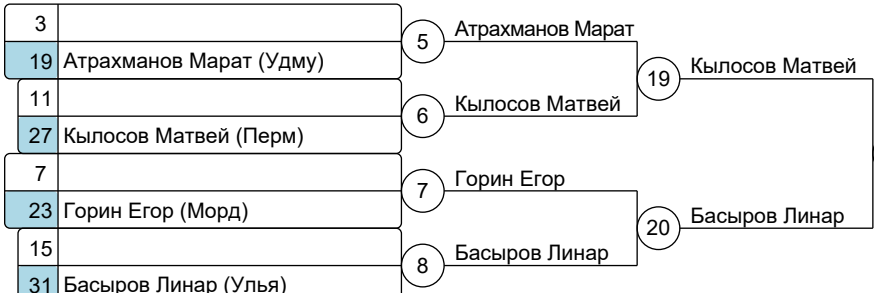 3
19 Атрахманов Марат (Удму)
11
27 Кылосов Матвей (Перм)
7
23 Горин Егор (Морд)
15
31 Басыров Линар (Улья)
5 Атрахманов Марат
6 Кылосов Матвей
7 Горин Егор
8 Басыров Линар
19 Кылосов Матвей
20 Басыров Линар